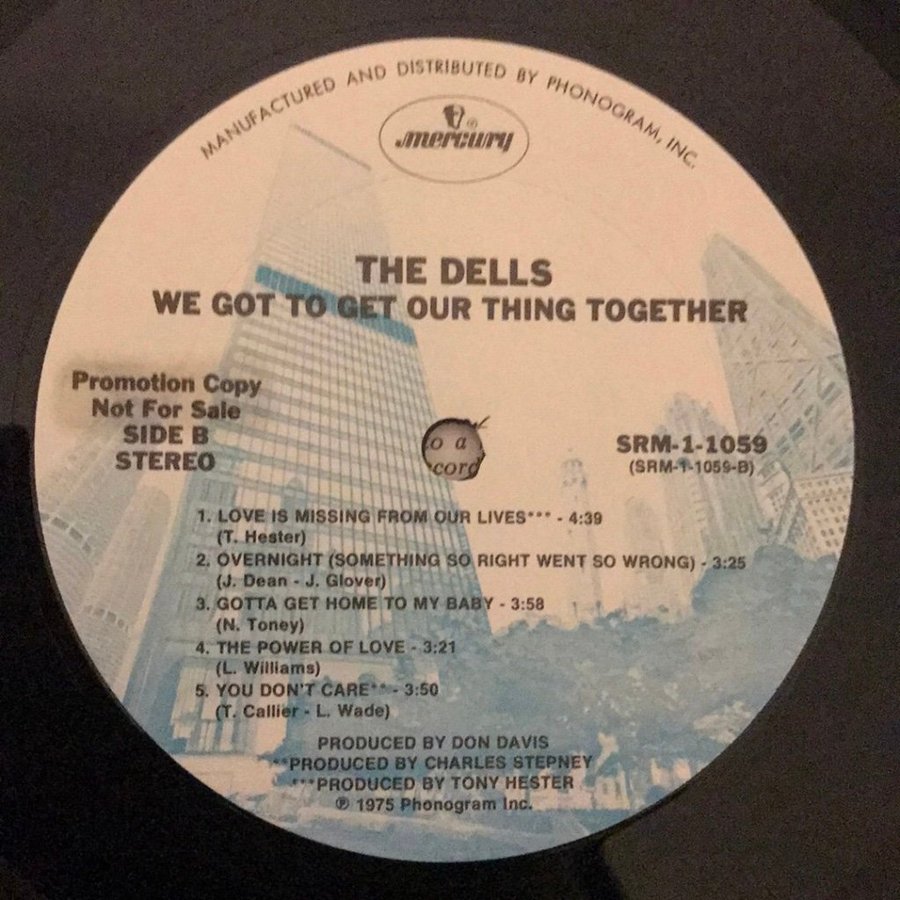 MANUFACTURED AND DISTRIBUTED BY PHONOGRAM, INC.
mercury
THE DELLS
WE GOT TO GET OUR THING TOGETHER
Promotion Copy
Not For Sale
SIDE B
STEREO
SRM-1-1059
(SRM-1-1059-B)
o a
cord
1. LOVE IS MISSING FROM OUR LIVES*** - 4:39
(T. Hester)
2. OVERNIGHT (SOMETHING SO RIGHT WENT SO WRONG) - 3:25
(J. Dean - J. Glover)
3. GOTTA GET HOME TO MY BABY - 3:58
(N. Toney)
4. THE POWER OF LOVE - 3:21
(L. Williams)
5. YOU DON'T CARE** - 3:50
(T. Callier - L. Wade)
PRODUCED BY DON DAVIS
**PRODUCED BY CHARLES STEPNEY
***PRODUCED BY TONY HESTER
℗ 1975 Phonogram Inc.